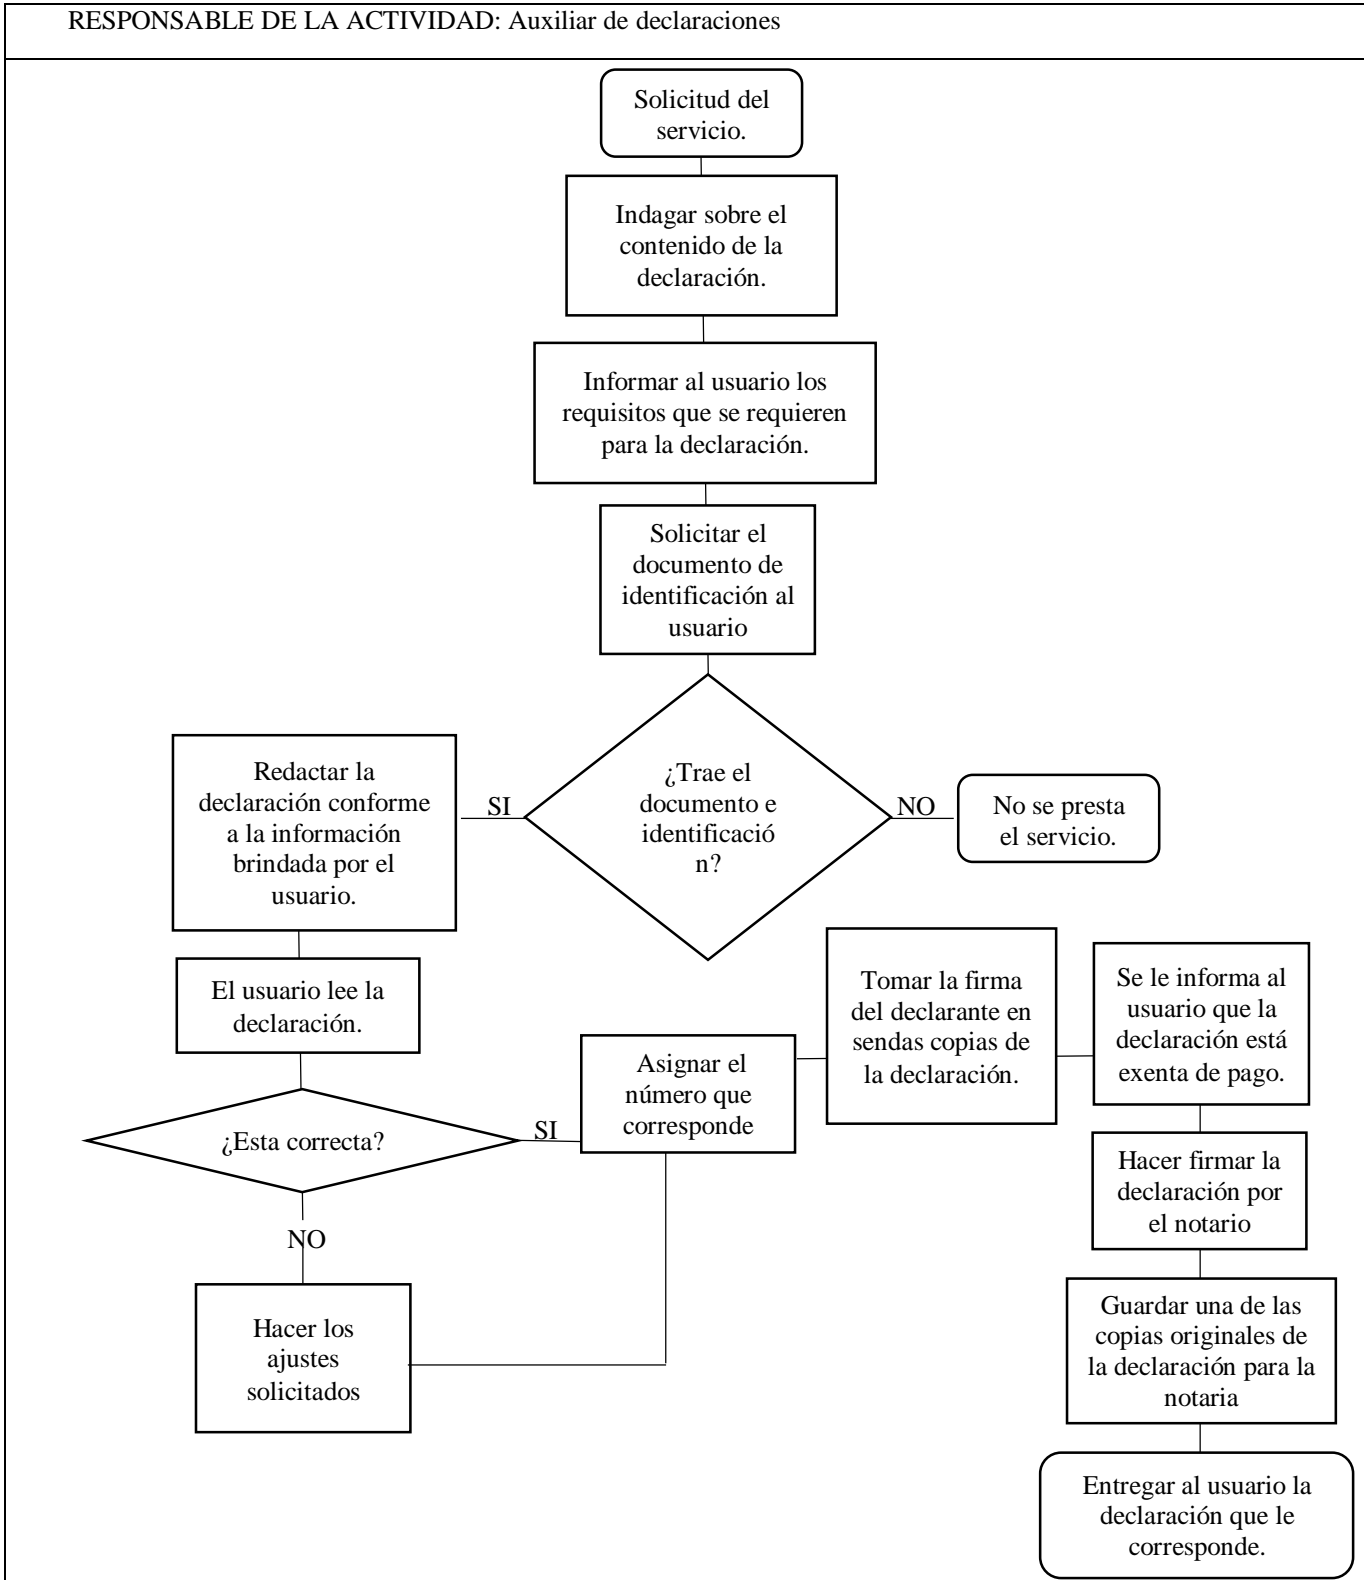 RESPONSABLE DE LA ACTIVIDAD: Auxiliar de declaraciones
Solicitud del
servicio.
Indagar sobre el
contenido de la
declaración.
Informar al usuario los
requisitos que se requieren
para la declaración.
Solicitar el
documento de
identificación al
usuario
¿Trae el
documento e
identificació
n?
SI
NO
No se presta
el servicio.
Redactar la
declaración conforme
a la información
brindada por el
usuario.
El usuario lee la
declaración.
¿Esta correcta?
SI
NO
Hacer los
ajustes
solicitados
Asignar el
número que
corresponde
Tomar la firma
del declarante en
sendas copias de
la declaración.
Se le informa al
usuario que la
declaración está
exenta de pago.
Hacer firmar la
declaración por
el notario
Guardar una de las
copias originales de
la declaración para la
notaria
Entregar al usuario la
declaración que le
corresponde.